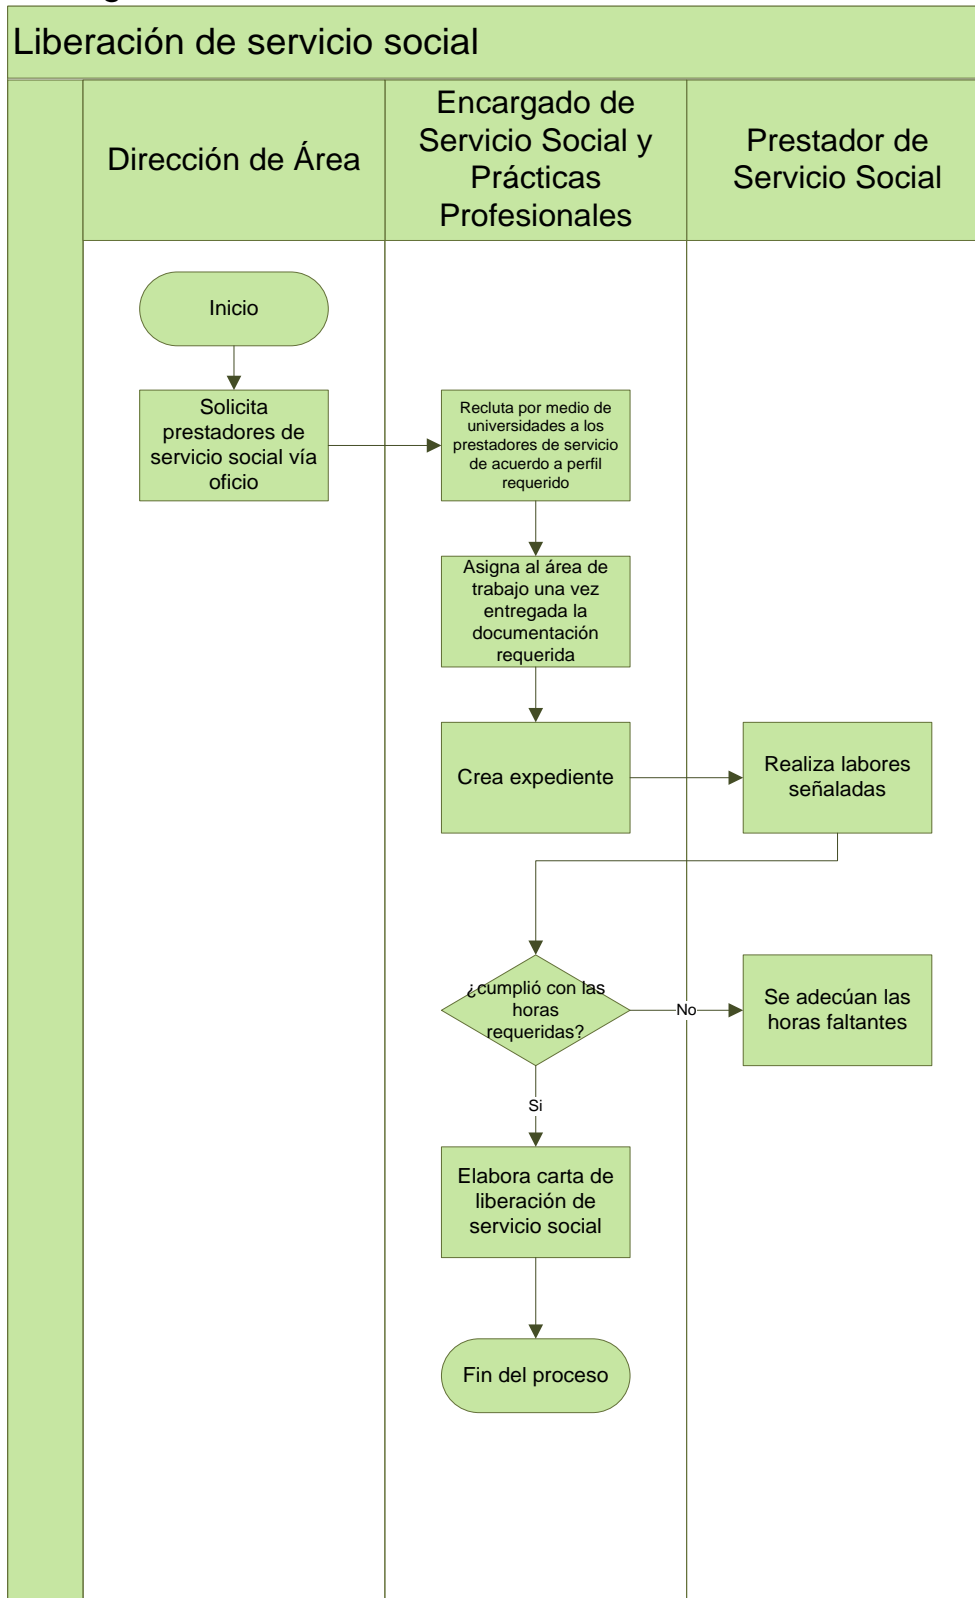 Liberación de servicio social
Dirección de Área
Encargado de
Servicio Social y
Prácticas
Profesionales
Prestador de
Servicio Social
Inicio
Solicita
prestadores de
servicio social vía
oficio
Recluta por medio de
universidades a los
prestadores de servicio
de acuerdo a perfil
requerido
Asigna al área de
trabajo una vez
entregada la
documentación
requerida
Crea expediente
Realiza labores
señaladas
¿cumplió con las
horas
requeridas?
No
Se adecúan las
horas faltantes
Si
Elabora carta de
liberación de
servicio social
Fin del proceso